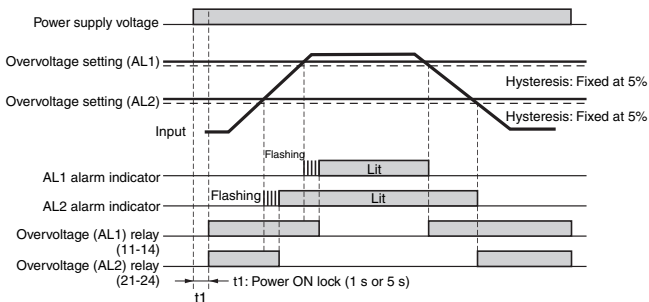 Power supply voltage
Overvoltage setting (AL1)
Hysteresis: Fixed at 5%
Overvoltage setting (AL2)
Hysteresis: Fixed at 5%
Input
Flashing
AL1 alarm indicator
Lit
AL2 alarm indicator
Flashing
Lit
Overvoltage (AL1) relay
(11-14)
Overvoltage (AL2) relay
(21-24)
t1: Power ON lock (1 s or 5 s)
t1